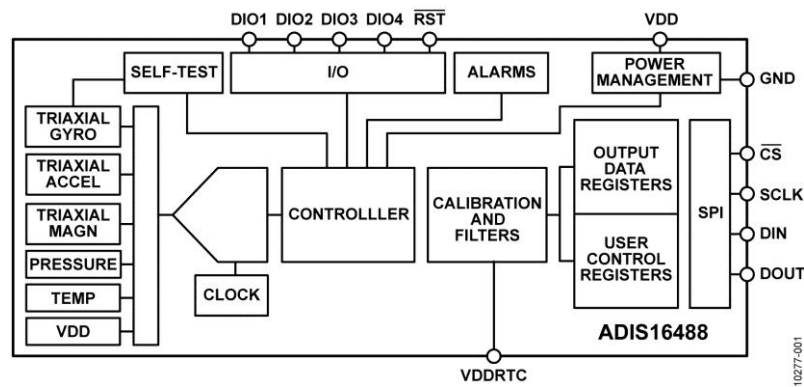 DIO1 DIO2 DIO3 DIO4 RST VDD
SELF-TEST
I/O
ALARMS
POWER
MANAGEMENT
GND
TRIAXIAL
GYRO
TRIAXIAL
ACCEL
TRIAXIAL
MAGN
PRESSURE
TEMP
VDD
CLOCK
CONTROLLLER
CALIBRATION
AND
FILTERS
OUTPUT
DATA
REGISTERS
USER
CONTROL
REGISTERS
SPI
CS
SCLK
DIN
DOUT
ADIS16488
VDDRTC
10277-001